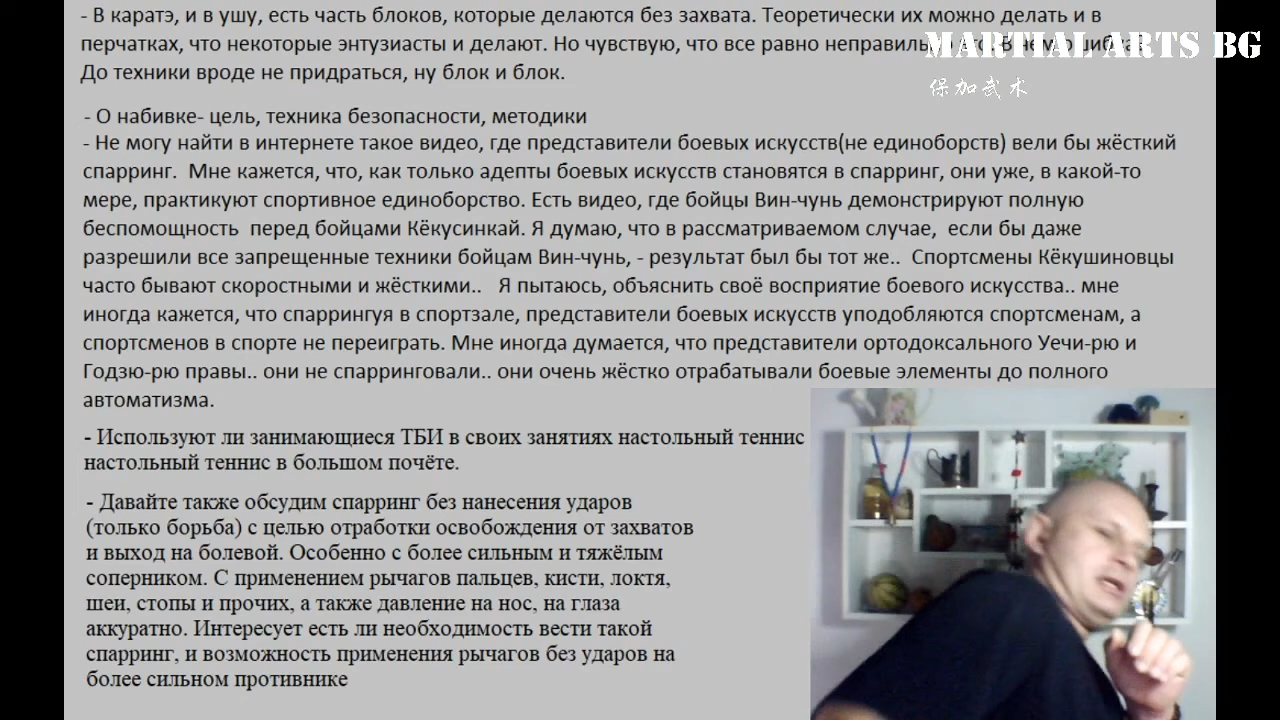 - В каратэ, и в ушу, есть часть блоков, которые делаются без захвата. Теоретически их можно делать и в
перчатках, что некоторые энтузиасты и делают. Но чувствую, что все равно неправильно
До техники вроде не придраться, ну блок и блок.
MARTIAL ARTS BG
保加武术
- О набивке- цель, техника безопасности, методики
- Не могу найти в интернете такое видео, где представители боевых искусств(не единоборств) вели бы жёсткий
спарринг. Мне кажется, что, как только адепты боевых искусств становятся в спарринг, они уже, в какой-то
мере, практикуют спортивное единоборство. Есть видео, где бойцы Вин-чунь демонстрируют полную
беспомощность перед бойцами Кёкусинкай. Я думаю, что в рассматриваемом случае, если бы даже
разрешили все запрещенные техники бойцам Вин-чунь, - результат был бы тот же.. Спортсмены Кёкушиновцы
часто бывают скоростными и жёсткими.. Я пытаюсь, объяснить своё восприятие боевого искусства.. мне
иногда кажется, что спаррингуя в спортзале, представители боевых искусств уподобляются спортсменам, а
спортсменов в спорте не переиграть. Мне иногда думается, что представители ортодоксального Уечи-рю и
Годзю-рю правы.. они не спарринговали.. они очень жёстко отрабатывали боевые элементы до полного
автоматизма.
- Используют ли занимающиеся ТБИ в своих занятиях настольный теннис
настольный теннис в большом почёте.
- Давайте также обсудим спарринг без нанесения ударов
(только борьба) с целью отработки освобождения от захватов
и выход на болевой. Особенно с более сильным и тяжёлым
соперником. С применением рычагов пальцев, кисти, локтя,
шеи, стопы и прочих, а также давление на нос, на глаза
аккуратно. Интересует есть ли необходимость вести такой
спарринг, и возможность применения рычагов без ударов на
более сильном противнике